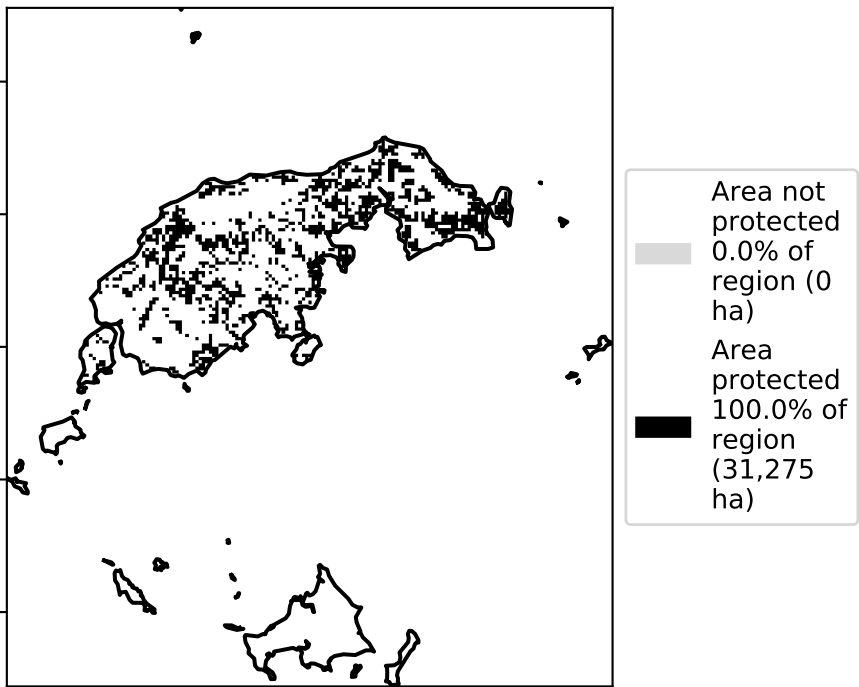 Area not
protected
0.0% of
region (0
ha)
Area
protected
100.0% of
region
(31,275
ha)